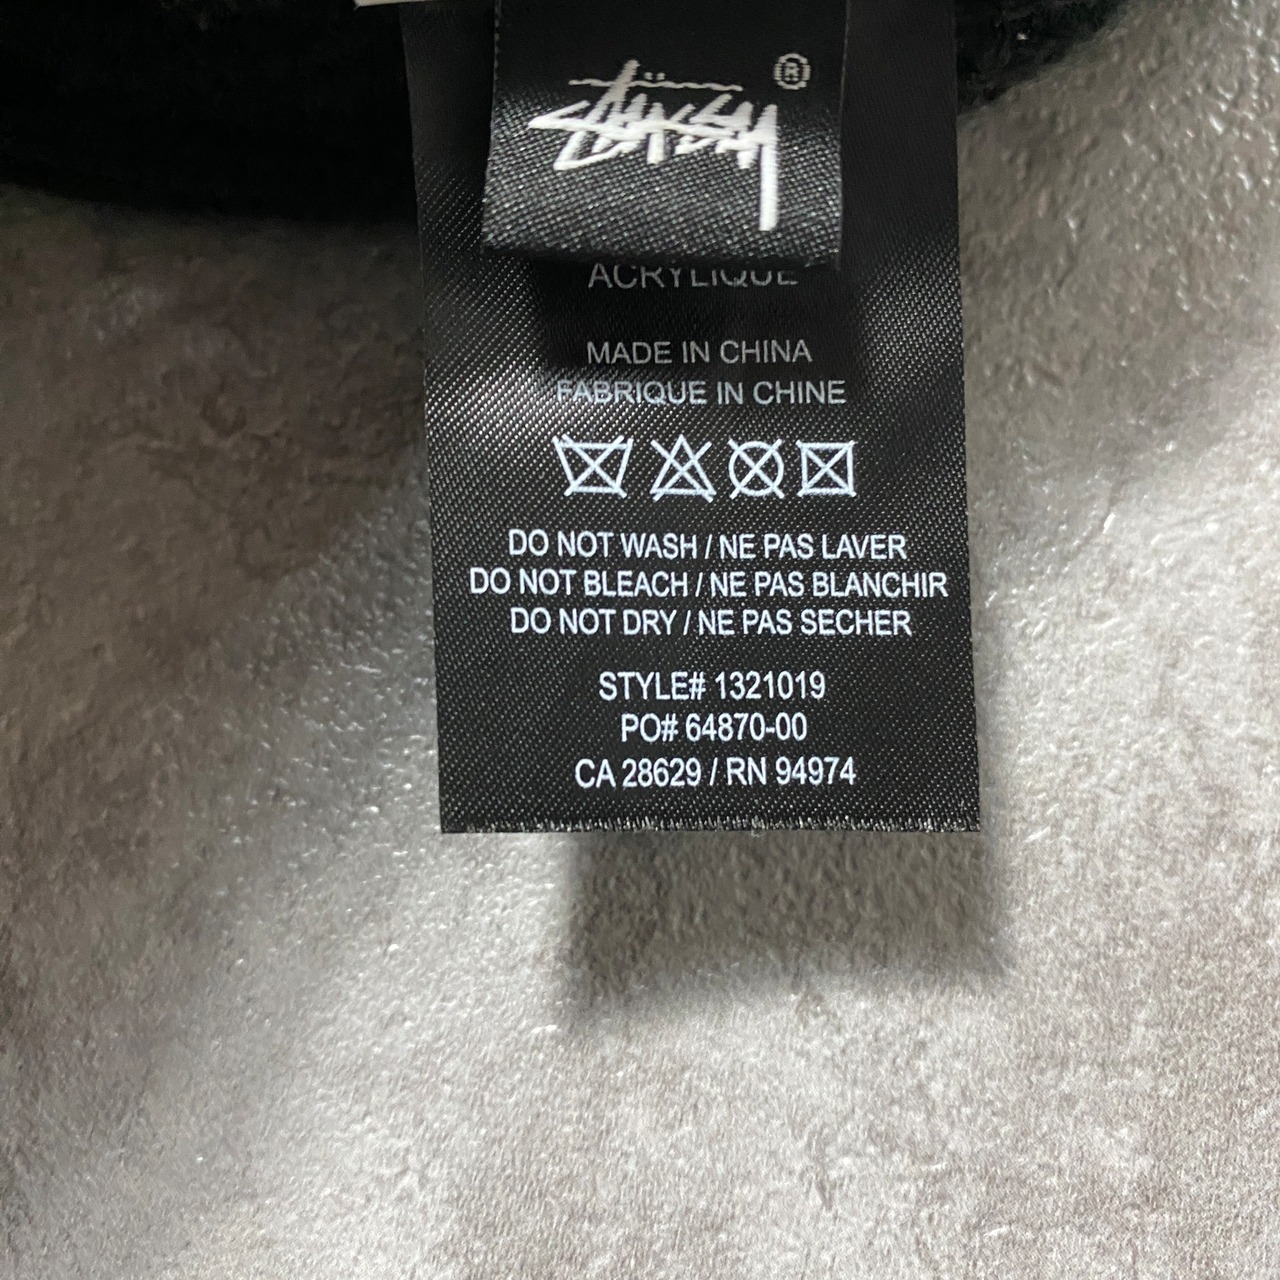 Stüssy ®
ACRYLIQUE
MADE IN CHINA
FABRIQUE IN CHINE
DO NOT WASH / NE PAS LAVER
DO NOT BLEACH / NE PAS BLANCHIR
DO NOT DRY / NE PAS SECHER
STYLE# 1321019
PO# 64870-00
CA 28629 / RN 94974